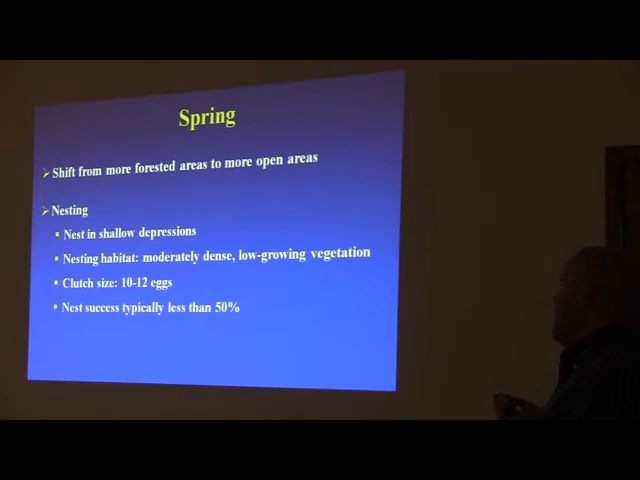 Spring
Shift from more forested areas to more open areas
Nesting
Nest in shallow depressions
Nesting habitat: moderately dense, low-growing vegetation
Clutch size: 10-12 eggs
Nest success typically less than 50%